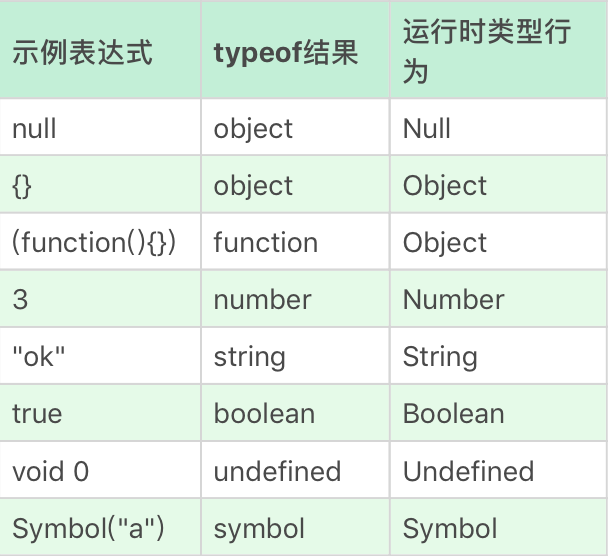 示例表达式 typeof结果 运行时类型行
为
null object Null
{} object Object
(function(){}) function Object
3 number Number
"ok" string String
true boolean Boolean
void 0 undefined Undefined
Symbol("a") symbol Symbol